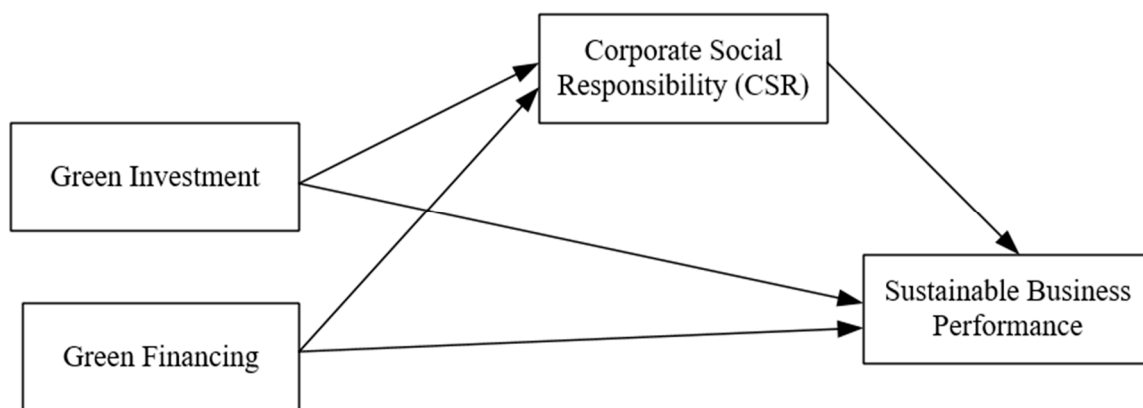 Corporate Social
Responsibility (CSR)
Green Investment
Sustainable Business
Performance
Green Financing